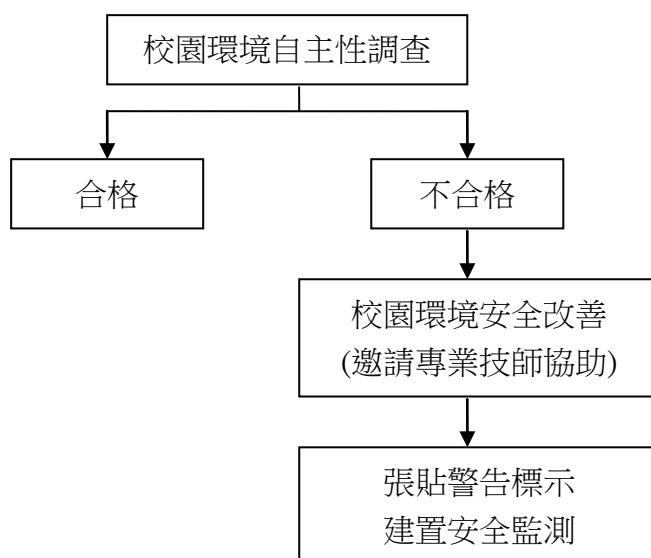 校園環境自主性調查
合格
不合格
校園環境安全改善
(邀請專業技師協助)
張貼警告標示
建置安全監測